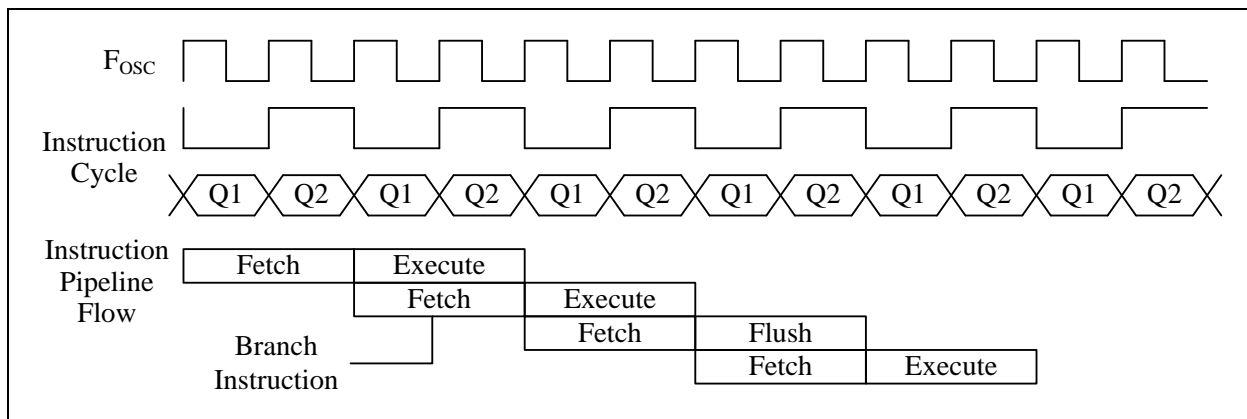 FOSC
Instruction
Cycle
Q1 Q2 Q1 Q2 Q1 Q2 Q1 Q2 Q1 Q2 Q1 Q2
Instruction
Pipeline
Flow
Fetch Execute
Fetch Execute
Fetch Flush
Fetch Execute
Branch
Instruction